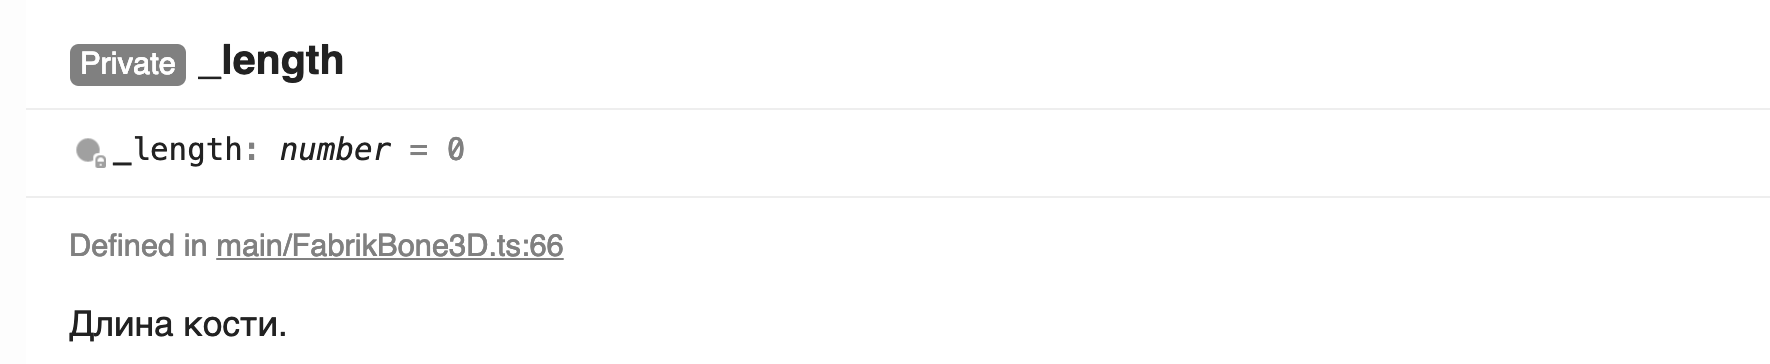 Private _length
_length: number = 0
Defined in main/FabrikBone3D.ts:66
Длина кости.